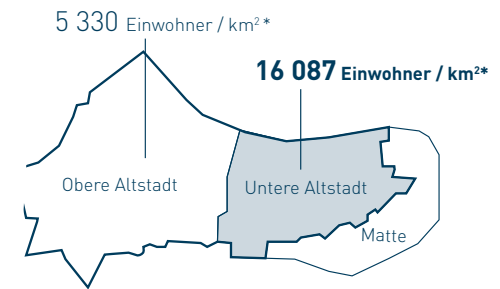 5 330 Einwohner / km² *
16 087 Einwohner / km²*
Obere Altstadt
Untere Altstadt
Matte